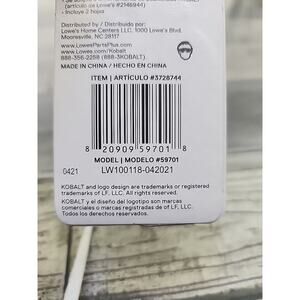 (artículo de Lowe's #2146944)
• Incluye 2 hojas
Distributed by / Distribuido por:
Lowe's Home Centers LLC, 1000 Lowe's Blvd.
Mooresville, NC 28117
www.LowesPartsPlus.com
www.Lowes.com/Kobalt
888-356-2258 (888-3KOBALT).
MADE IN CHINA / HECHO EN CHINA
ITEM | ARTÍCULO #3728744
8 20909 59701 8
MODEL | MODELO #59701
0421 LW100118-042021
KOBALT and logo design are
trademarks or registered trademarks
of LF, LLC. All rights reserved.
KOBALT y el diseño del logotipo son marcas
comerciales o marcas registradas de LF, LLC.
Todos los derechos reservados.